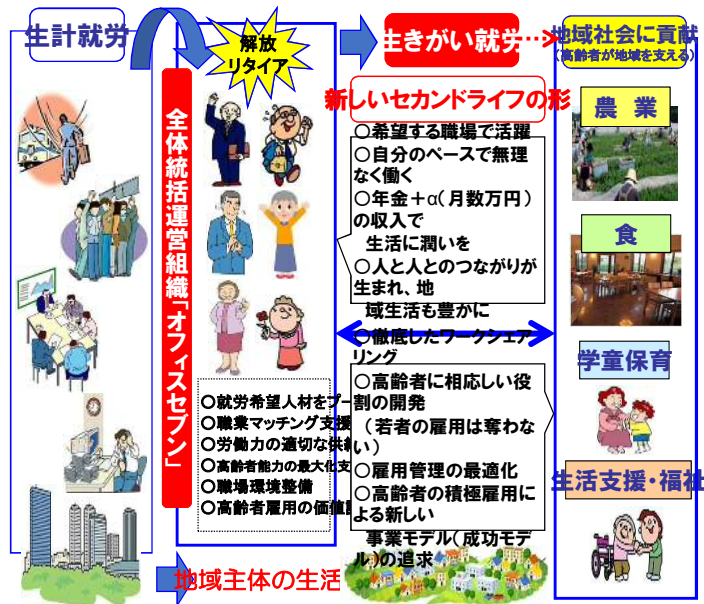 生計就労
解放
リタイア
生きがい就労
地域社会に貢献
(高齢者が地域を支える)
全体統括運営組織「オフィスセブン」
新しいセカンドライフの形
○希望する職場で活躍
○自分のペースで無理
なく働く
○年金+α(月数万円)
の収入で
生活に潤いを
○人と人とのつながりが
生まれ、地
域生活も豊かに
○徹底したワークシェア
リング
○高齢者に相応しい役
割の開発
(若者の雇用は奪わな
い)
○雇用管理の最適化
○高齢者の積極雇用に
よる新しい
事業モデル(成功モデ
ル)の追求
○就労希望人材をプー
○職業マッチング支援
○労働力の適切な供
○高齢者能力の最大化支
○職場環境整備
○高齢者雇用の価値
農 業
食
学童保育
生活支援・福祉
地域主体の生活